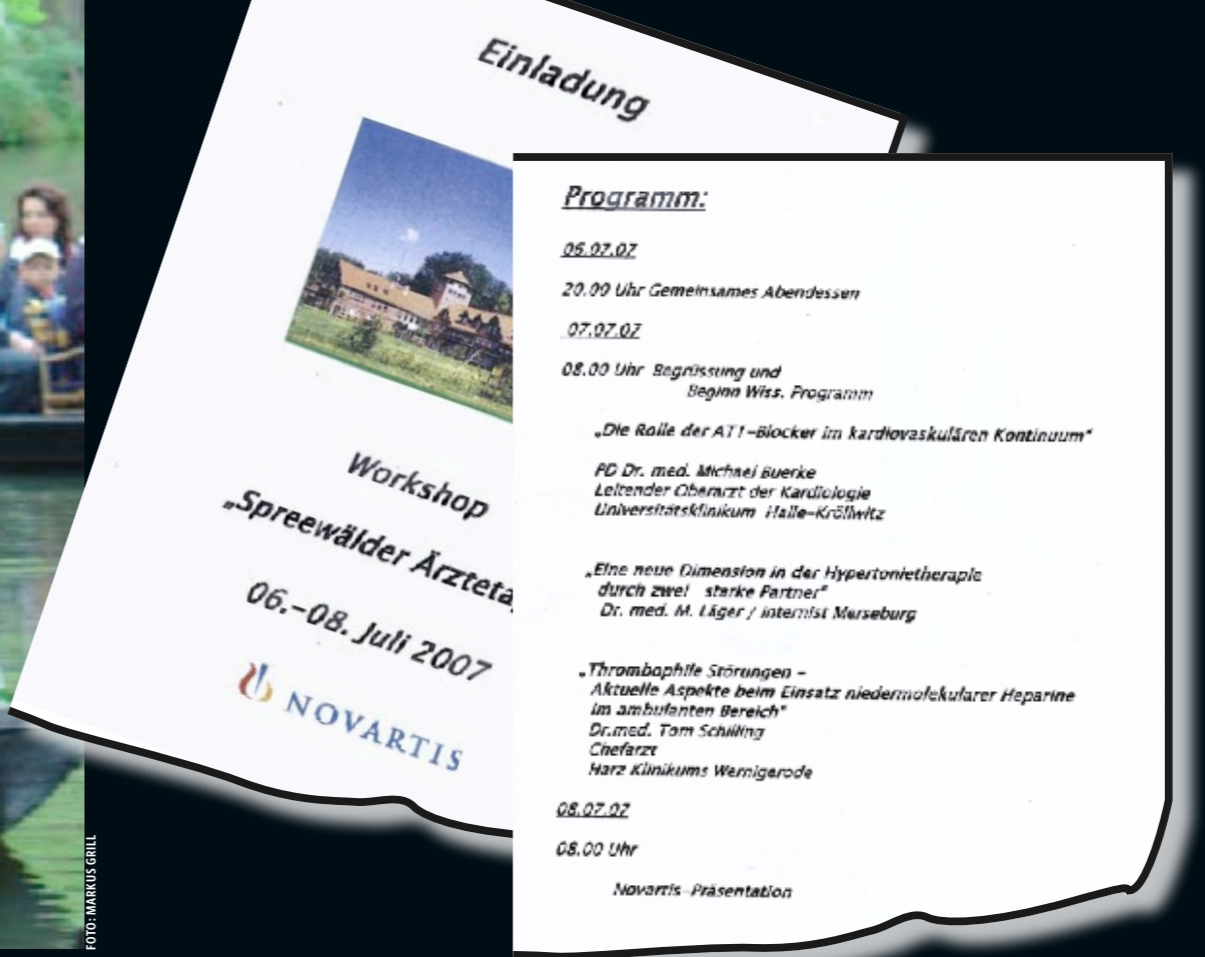 Einladung
Workshop
„Spreewälder Ärzteta
06.–08. Juli 2007
NOVARTIS
Programm:
06.07.07
20.00 Uhr Gemeinsames Abendessen
07.07.07
08.00 Uhr Begrüssung und
Beginn Wiss. Programm
„Die Rolle der AT1–Blocker im kardiovaskulären Kontinuum“
PD Dr. med. Michael Buerke
Leitender Oberarzt der Kardiologie
Universitätsklinikum Halle–Kröllwitz
„Eine neue Dimension in der Hypertonietherapie
durch zwei starke Partner“
Dr. med. M. Läger / Internist Merseburg
„Thrombophile Störungen –
Aktuelle Aspekte beim Einsatz niedermolekularer Heparine
im ambulanten Bereich“
Dr.med. Tom Schilling
Chefarzt
Harz Klinikums Wernigerode
08.07.07
08.00 Uhr
Novartis–Präsentation
FOTO: MARKUS GRILL